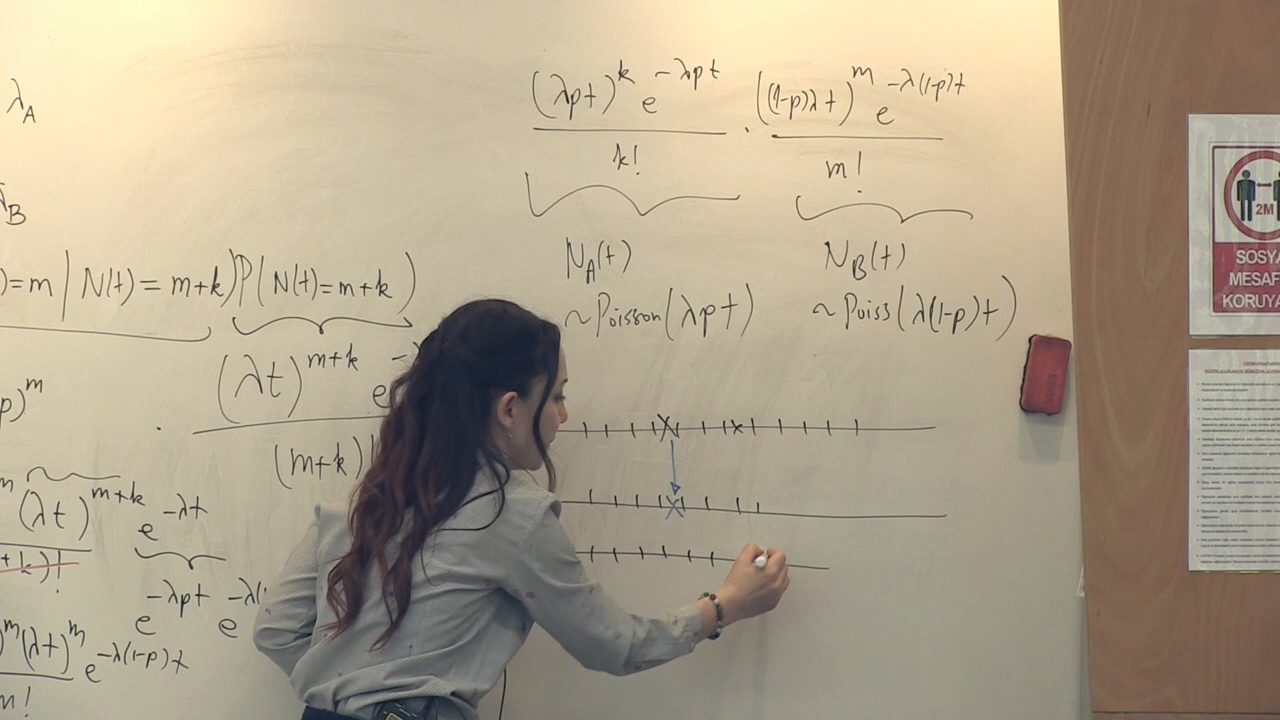 λ_A
λ_B
(λpt)^k e^{-λpt} / k! · ((1-p)λt)^m e^{-λ(1-p)t} / m!
N_A(t) N_B(t)
~Poisson(λpt) ~Poiss(λ(1-p)t)
)=m | N(t)= m+k) P(N(t)=m+k)
p)^m · (λt)^{m+k} e^- / (m+k)!
m (λt)^{m+k} e^{-λt}
+k)!
e^{-λpt} e^{-λ(
)^m (λt)^m e^{-λ(1-p)t}
m!
2M
SOSYA
MESAF
KORUYA